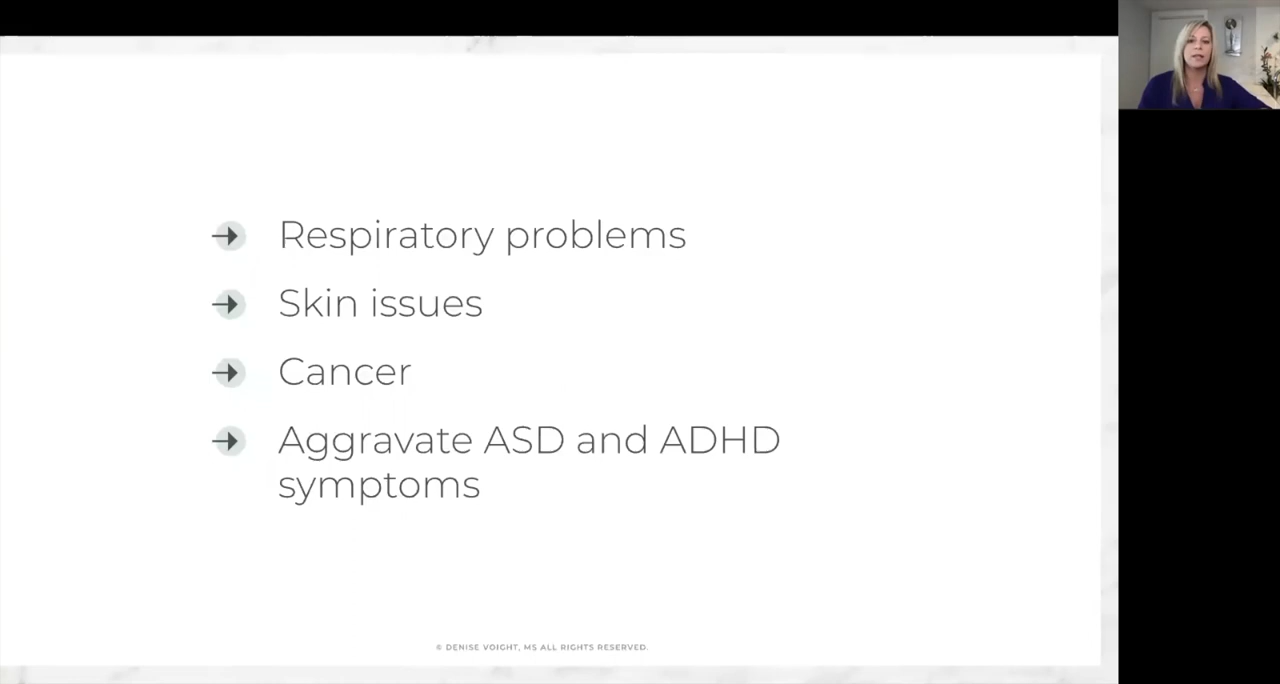 Respiratory problems
Skin issues
Cancer
Aggravate ASD and ADHD
symptoms
© DENISE VOIGHT, MS ALL RIGHTS RESERVED.